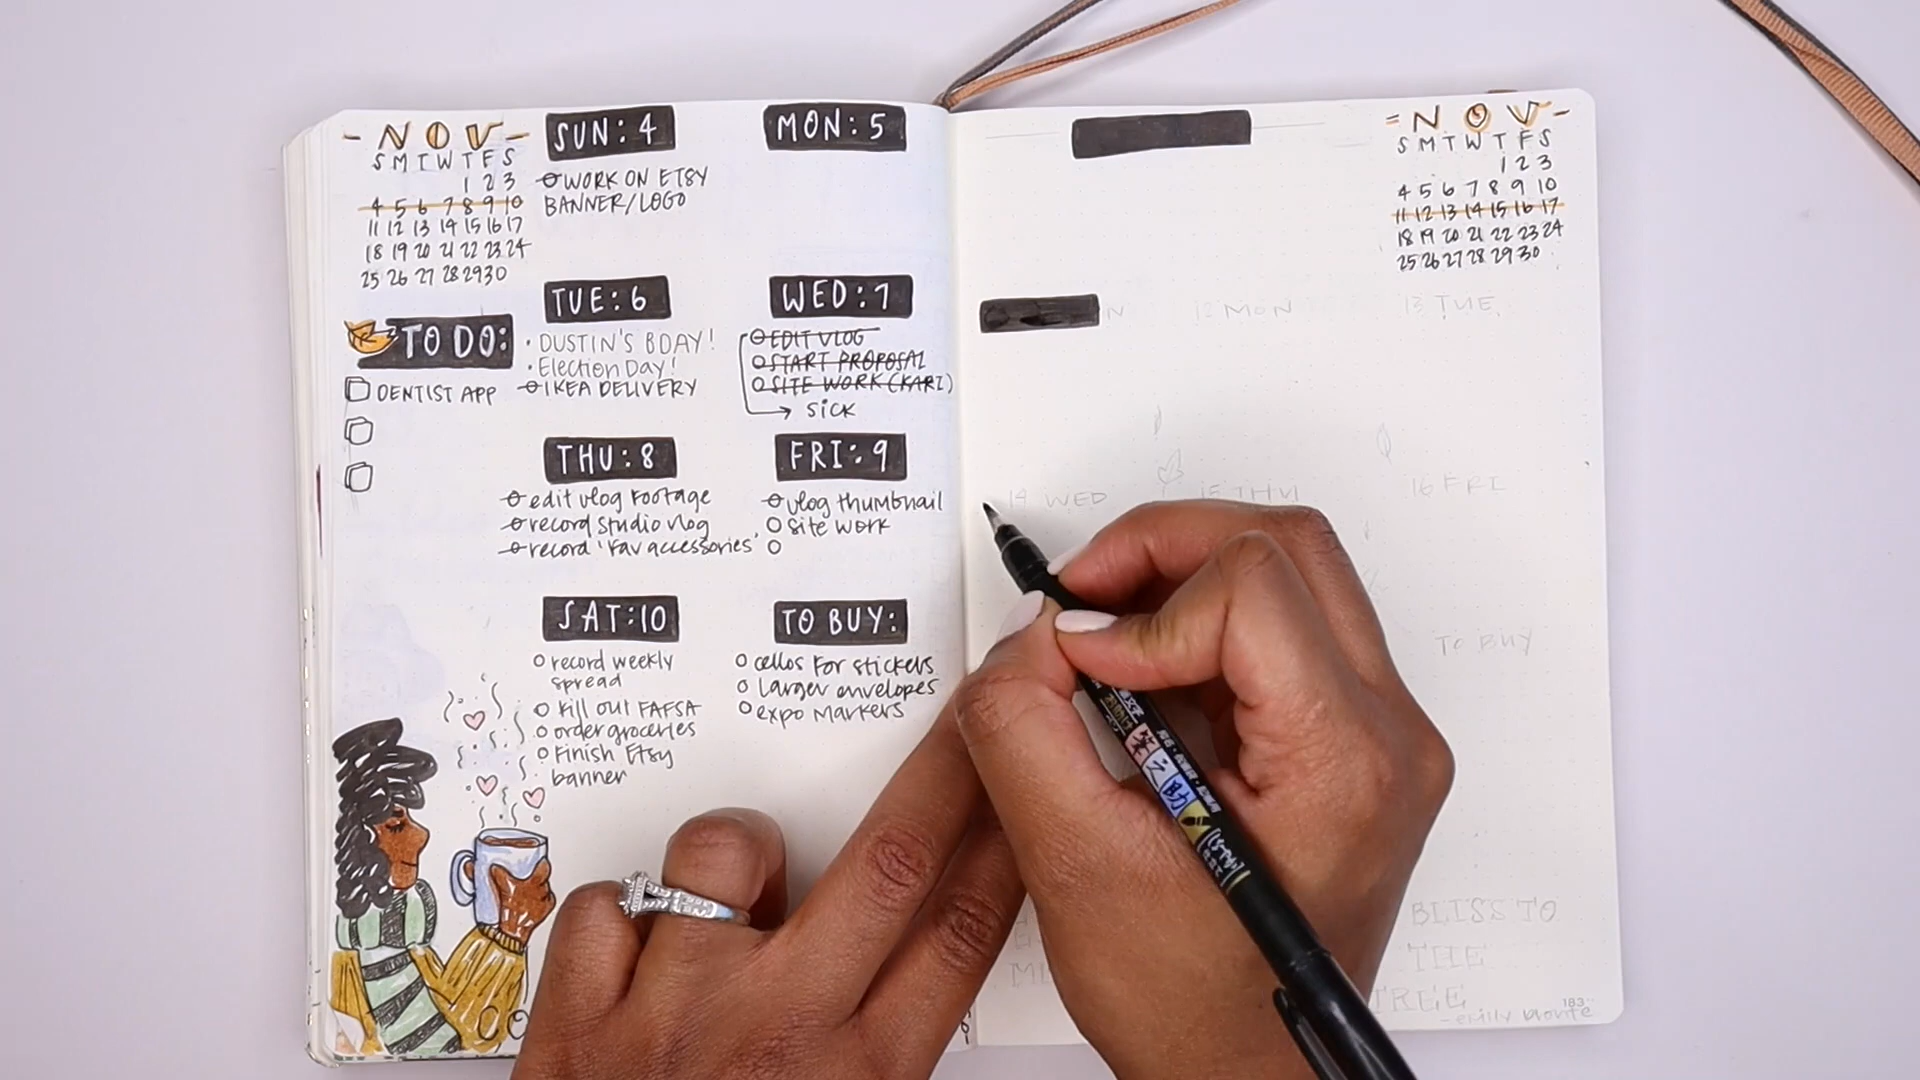 - NOV -
S M T W T F S
1 2 3
4 5 6 7 8 9 10
11 12 13 14 15 16 17
18 19 20 21 22 23 24
25 26 27 28 29 30
TO DO:
DENTIST APP
SUN: 4
WORK ON ETSY
BANNER/LOGO
MON: 5
TUE: 6
• DUSTIN'S BDAY!
• Election Day!
IKEA DELIVERY
WED: 7
EDIT VLOG
START PROPOSAL
SITE WORK (KARI)
→ SICK
THU: 8
edit vlog footage
record studio vlog
record 'fav accessories'
FRI: 9
vlog thumbnail
site work
SAT: 10
record weekly
spread
fill out FAFSA
order groceries
Finish Etsy
banner
TO BUY:
cellos for stickers
larger envelopes
expo markers
= NOV -
S M T W T F S
1 2 3
4 5 6 7 8 9 10
11 12 13 14 15 16 17
18 19 20 21 22 23 24
25 26 27 28 29 30
N
12 MON
13 TUE
14 WED
15 THU
16 FRI
TO BUY
BLISS TO
THE
TREE
- emily bronte
183
筆之助